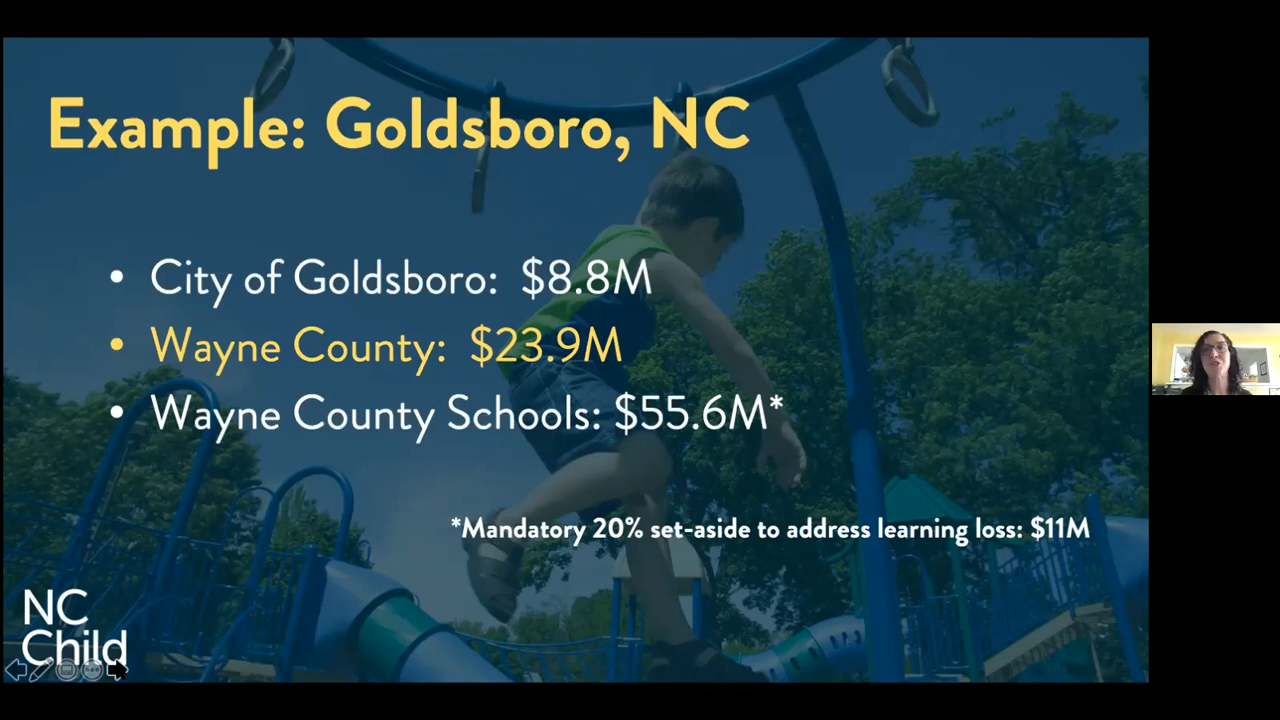 Example: Goldsboro, NC
• City of Goldsboro: $8.8M
• Wayne County: $23.9M
• Wayne County Schools: $55.6M*
*Mandatory 20% set-aside to address learning loss: $11M
NC
Child